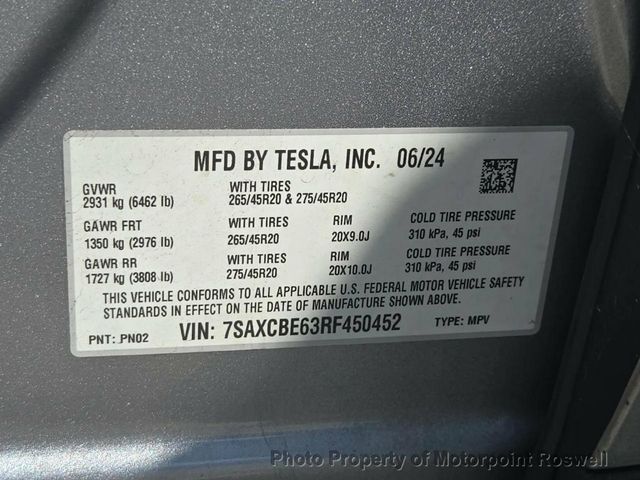 MFD BY TESLA, INC. 06/24
GVWR WITH TIRES
2931 kg (6462 lb) 265/45R20 & 275/45R20
GAWR FRT WITH TIRES RIM COLD TIRE PRESSURE
1350 kg (2976 lb) 265/45R20 20X9.0J 310 kPa, 45 psi
GAWR RR WITH TIRES RIM COLD TIRE PRESSURE
1727 kg (3808 lb) 275/45R20 20X10.0J 310 kPa, 45 psi
THIS VEHICLE CONFORMS TO ALL APPLICABLE U.S. FEDERAL MOTOR VEHICLE SAFETY
STANDARDS IN EFFECT ON THE DATE OF MANUFACTURE SHOWN ABOVE.
PNT: PN02 VIN: 7SAXCBE63RF450452 TYPE: MPV
Photo Property of Motorpoint Roswell